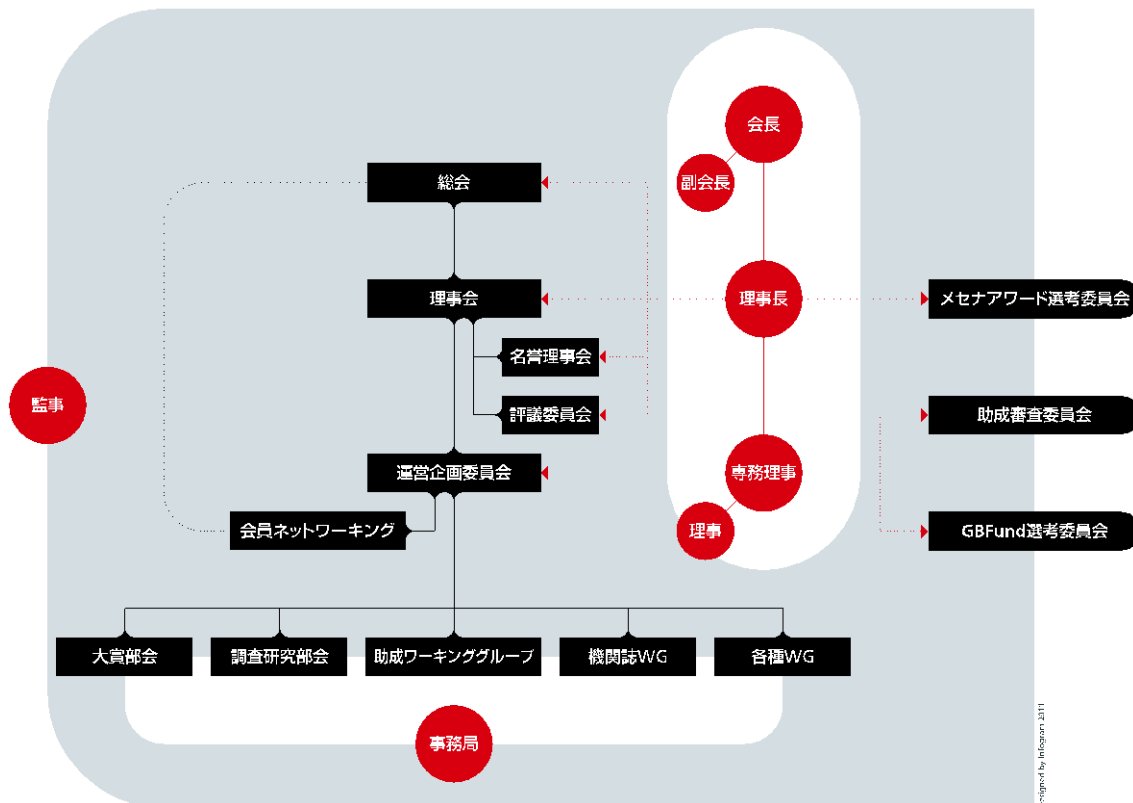 会長
副会長
総会
理事会
理事長
メセナアワード選考委員会
名誉理事会
監事
評議委員会
助成審査委員会
運営企画委員会
専務理事
会員ネットワーキング
理事
GBFund選考委員会
大賞部会
調査研究部会
助成ワーキンググループ
機関誌WG
各種WG
事務局
designed by Infogram 2011